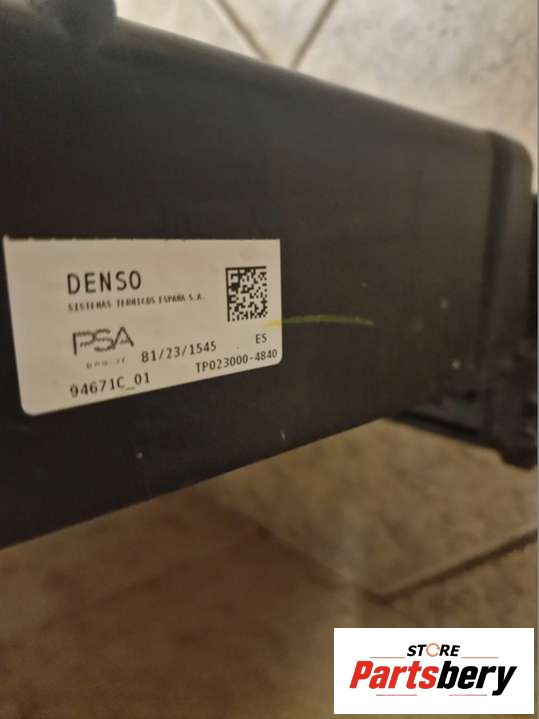 DENSO
SISTEMAS TERMICOS ESPAÑA S.A.
PSA
81/23/1545
ES
94671C_01
TP023000-4840
STORE
Partsbery